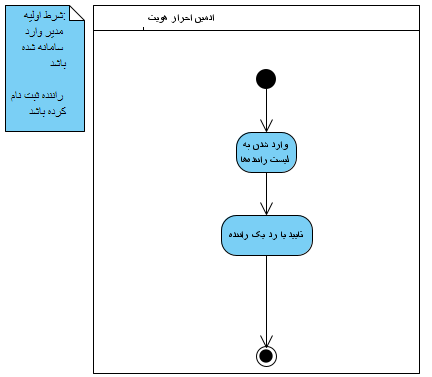 شرط اولیه:
مدیر وارد
سامانه شده
باشد
راننده ثبت نام
کرده باشد
ادمین احراز هویت
وارد شدن به
لیست راننده‌ها
تایید یا رد یک راننده